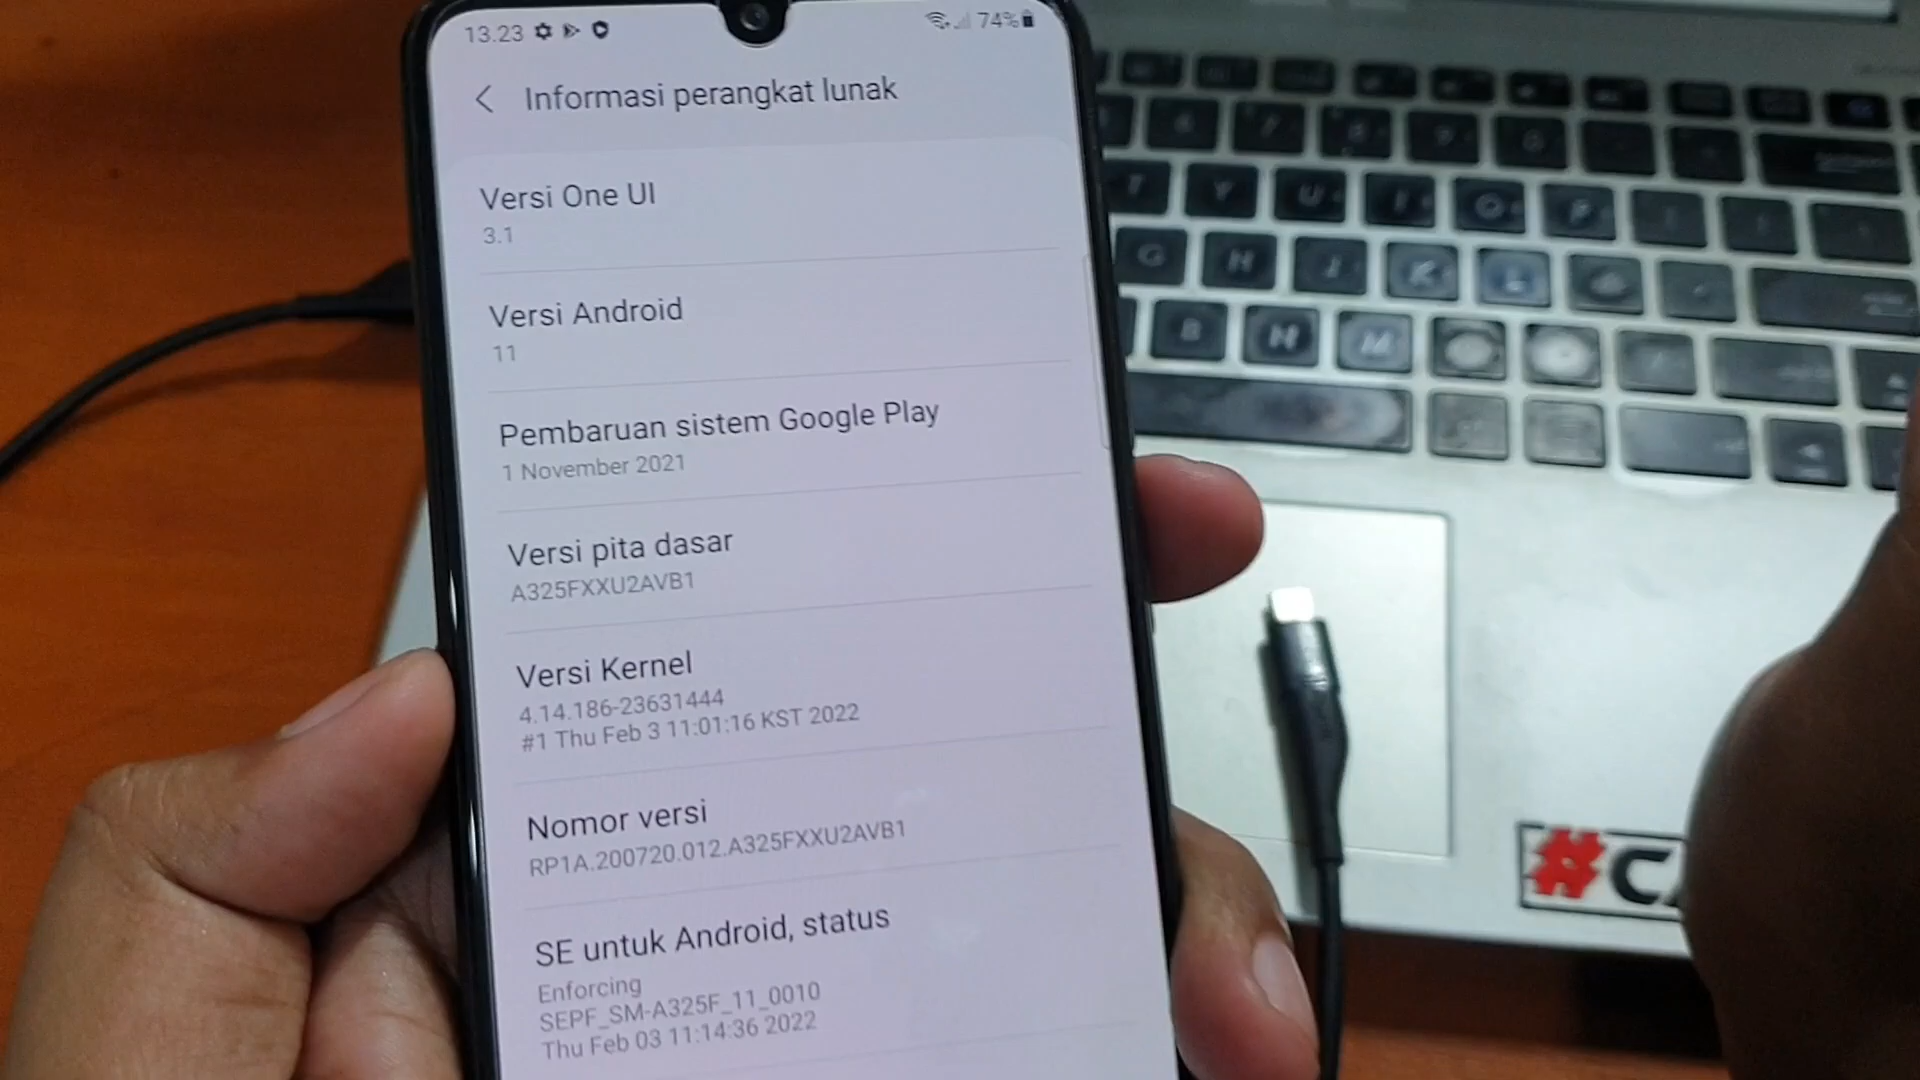 13.23
74%
Informasi perangkat lunak
Versi One UI
3.1
Versi Android
11
Pembaruan sistem Google Play
1 November 2021
Versi pita dasar
A325FXXU2AVB1
Versi Kernel
4.14.186-23631444
#1 Thu Feb 3 11:01:16 KST 2022
Nomor versi
RP1A.200720.012.A325FXXU2AVB1
SE untuk Android, status
Enforcing
SEPF_SM-A325F_11_0010
Thu Feb 03 11:14:36 2022
T Y U I O P
G H J K L
B N M